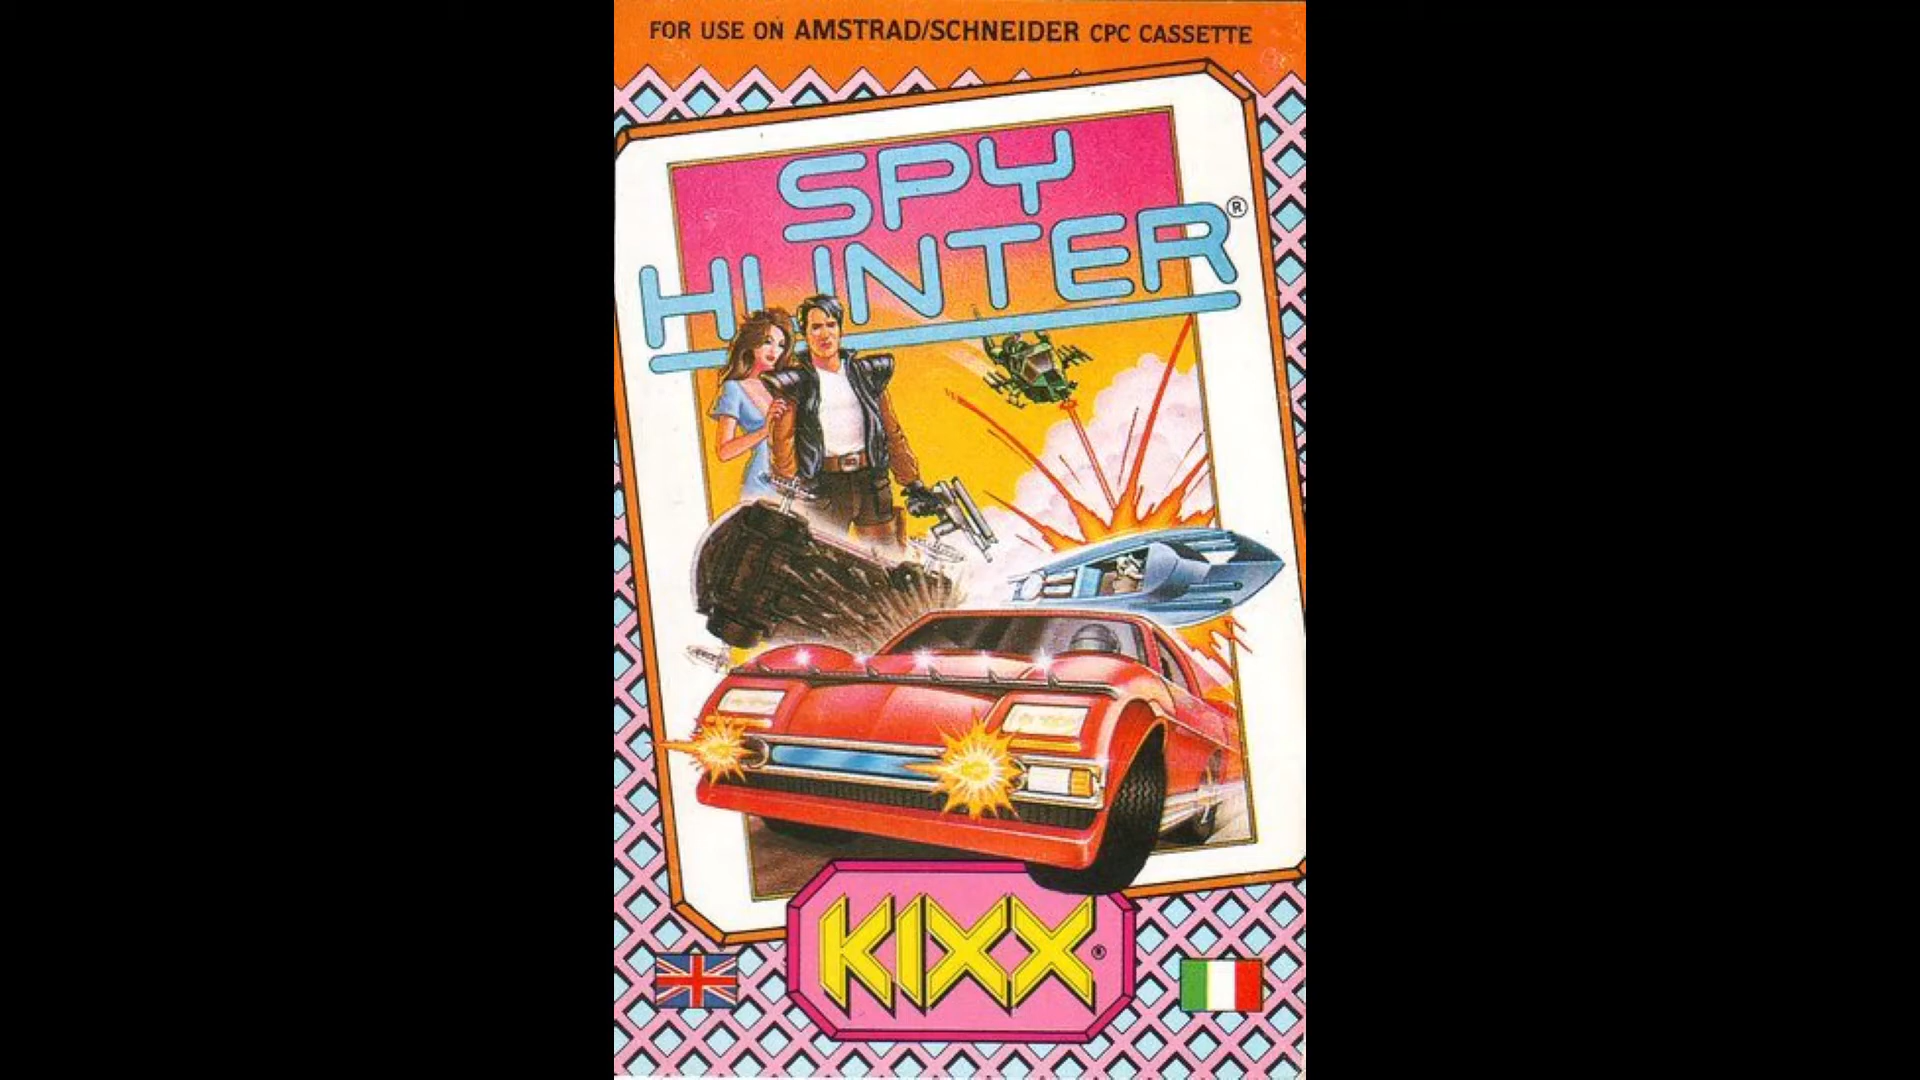 FOR USE ON AMSTRAD/SCHNEIDER CPC CASSETTE
SPY
HUNTER®
KIXX®